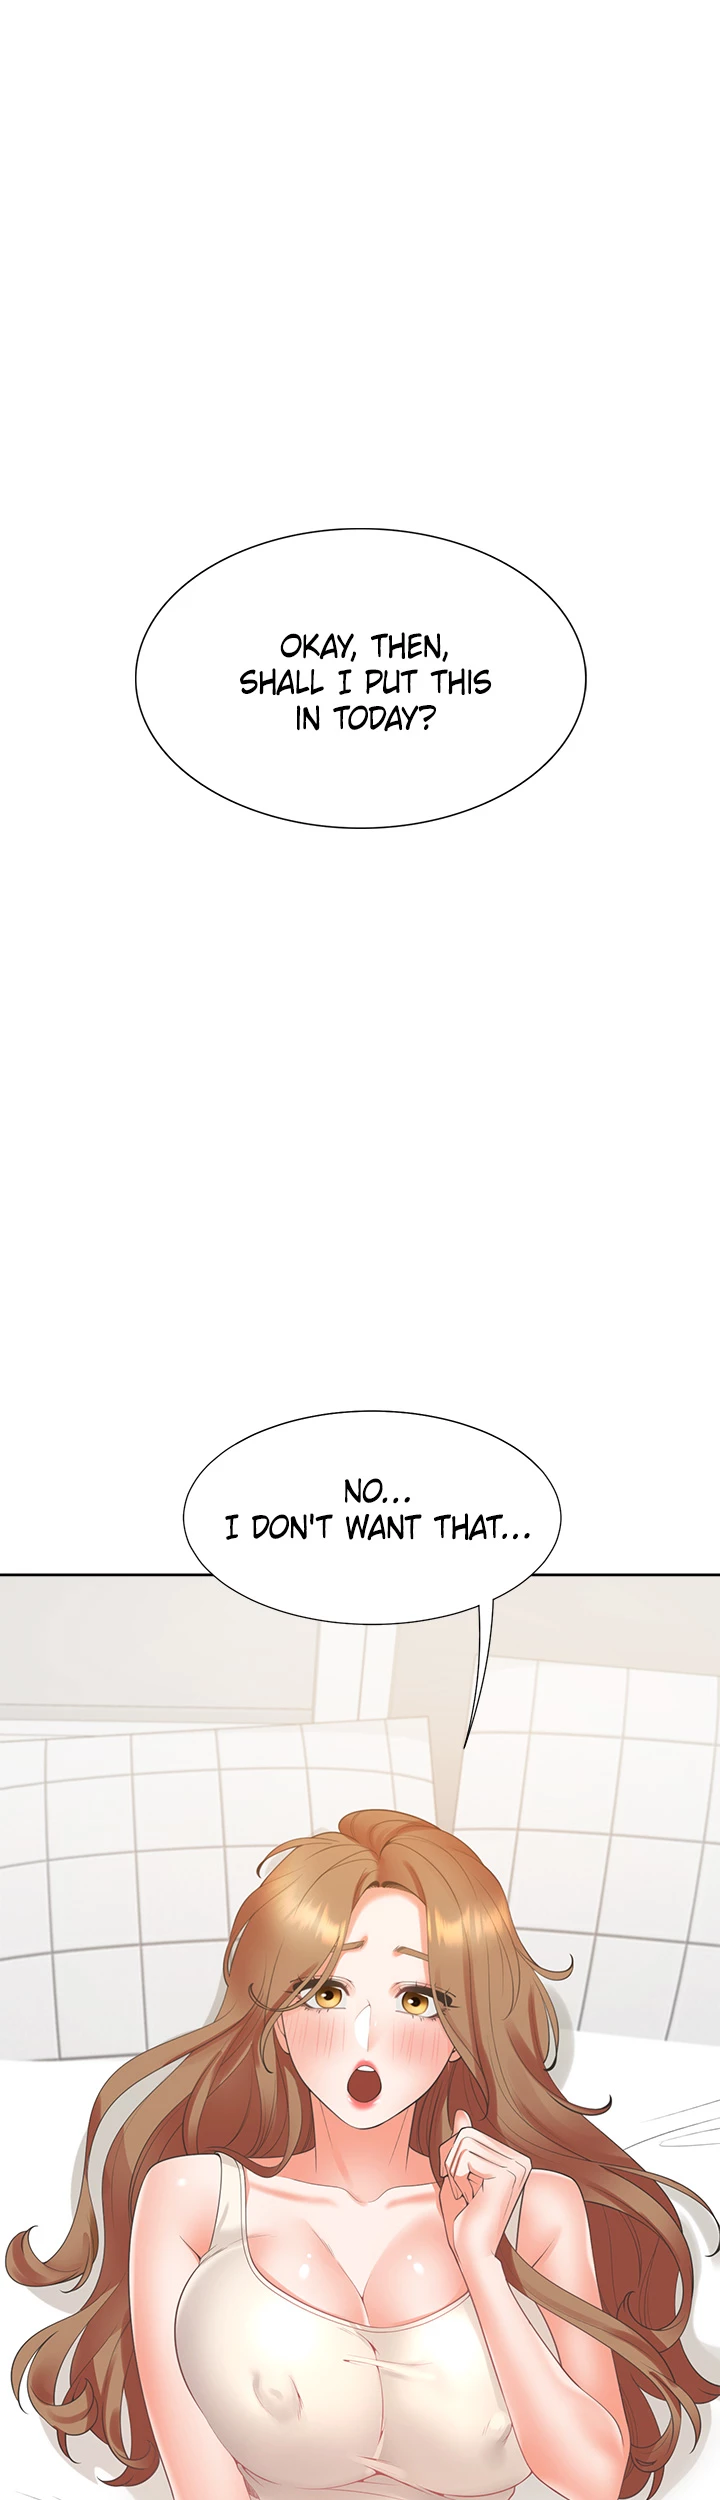 OKAY, THEN,
SHALL I PUT THIS
IN TODAY?
NO...
I DON'T WANT THAT...